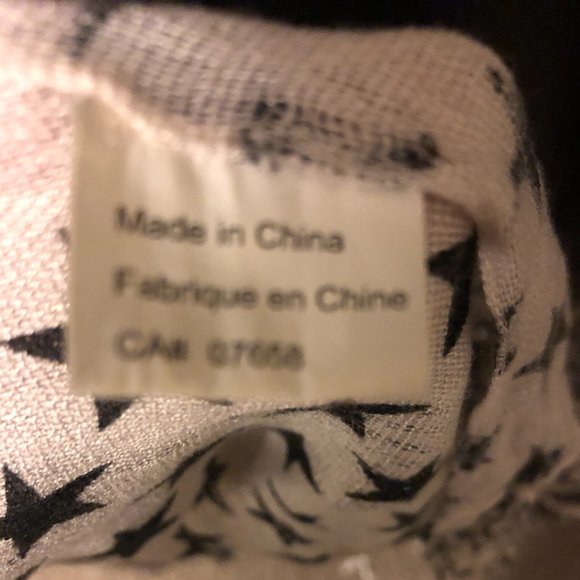 Made in China
Fabrique en Chine
CA# 07658